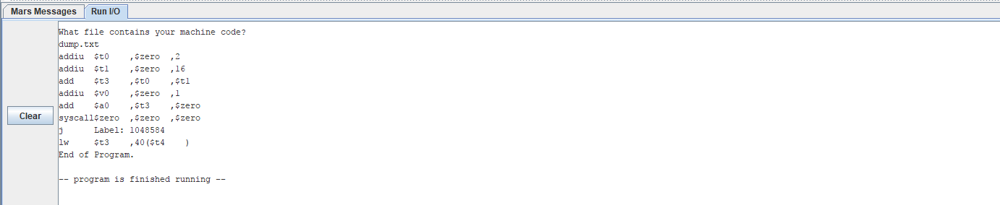 Mars Messages Run I/O
What file contains your machine code?
dump.txt
addiu $t0 ,$zero ,2
addiu $t1 ,$zero ,16
add $t3 ,$t0 ,$t1
addiu $v0 ,$zero ,1
add $a0 ,$t3 ,$zero
Clear
syscall$zero ,$zero ,$zero
j Label: 1048584
lw $t3 ,40($t4 )
End of Program.
-- program is finished running --